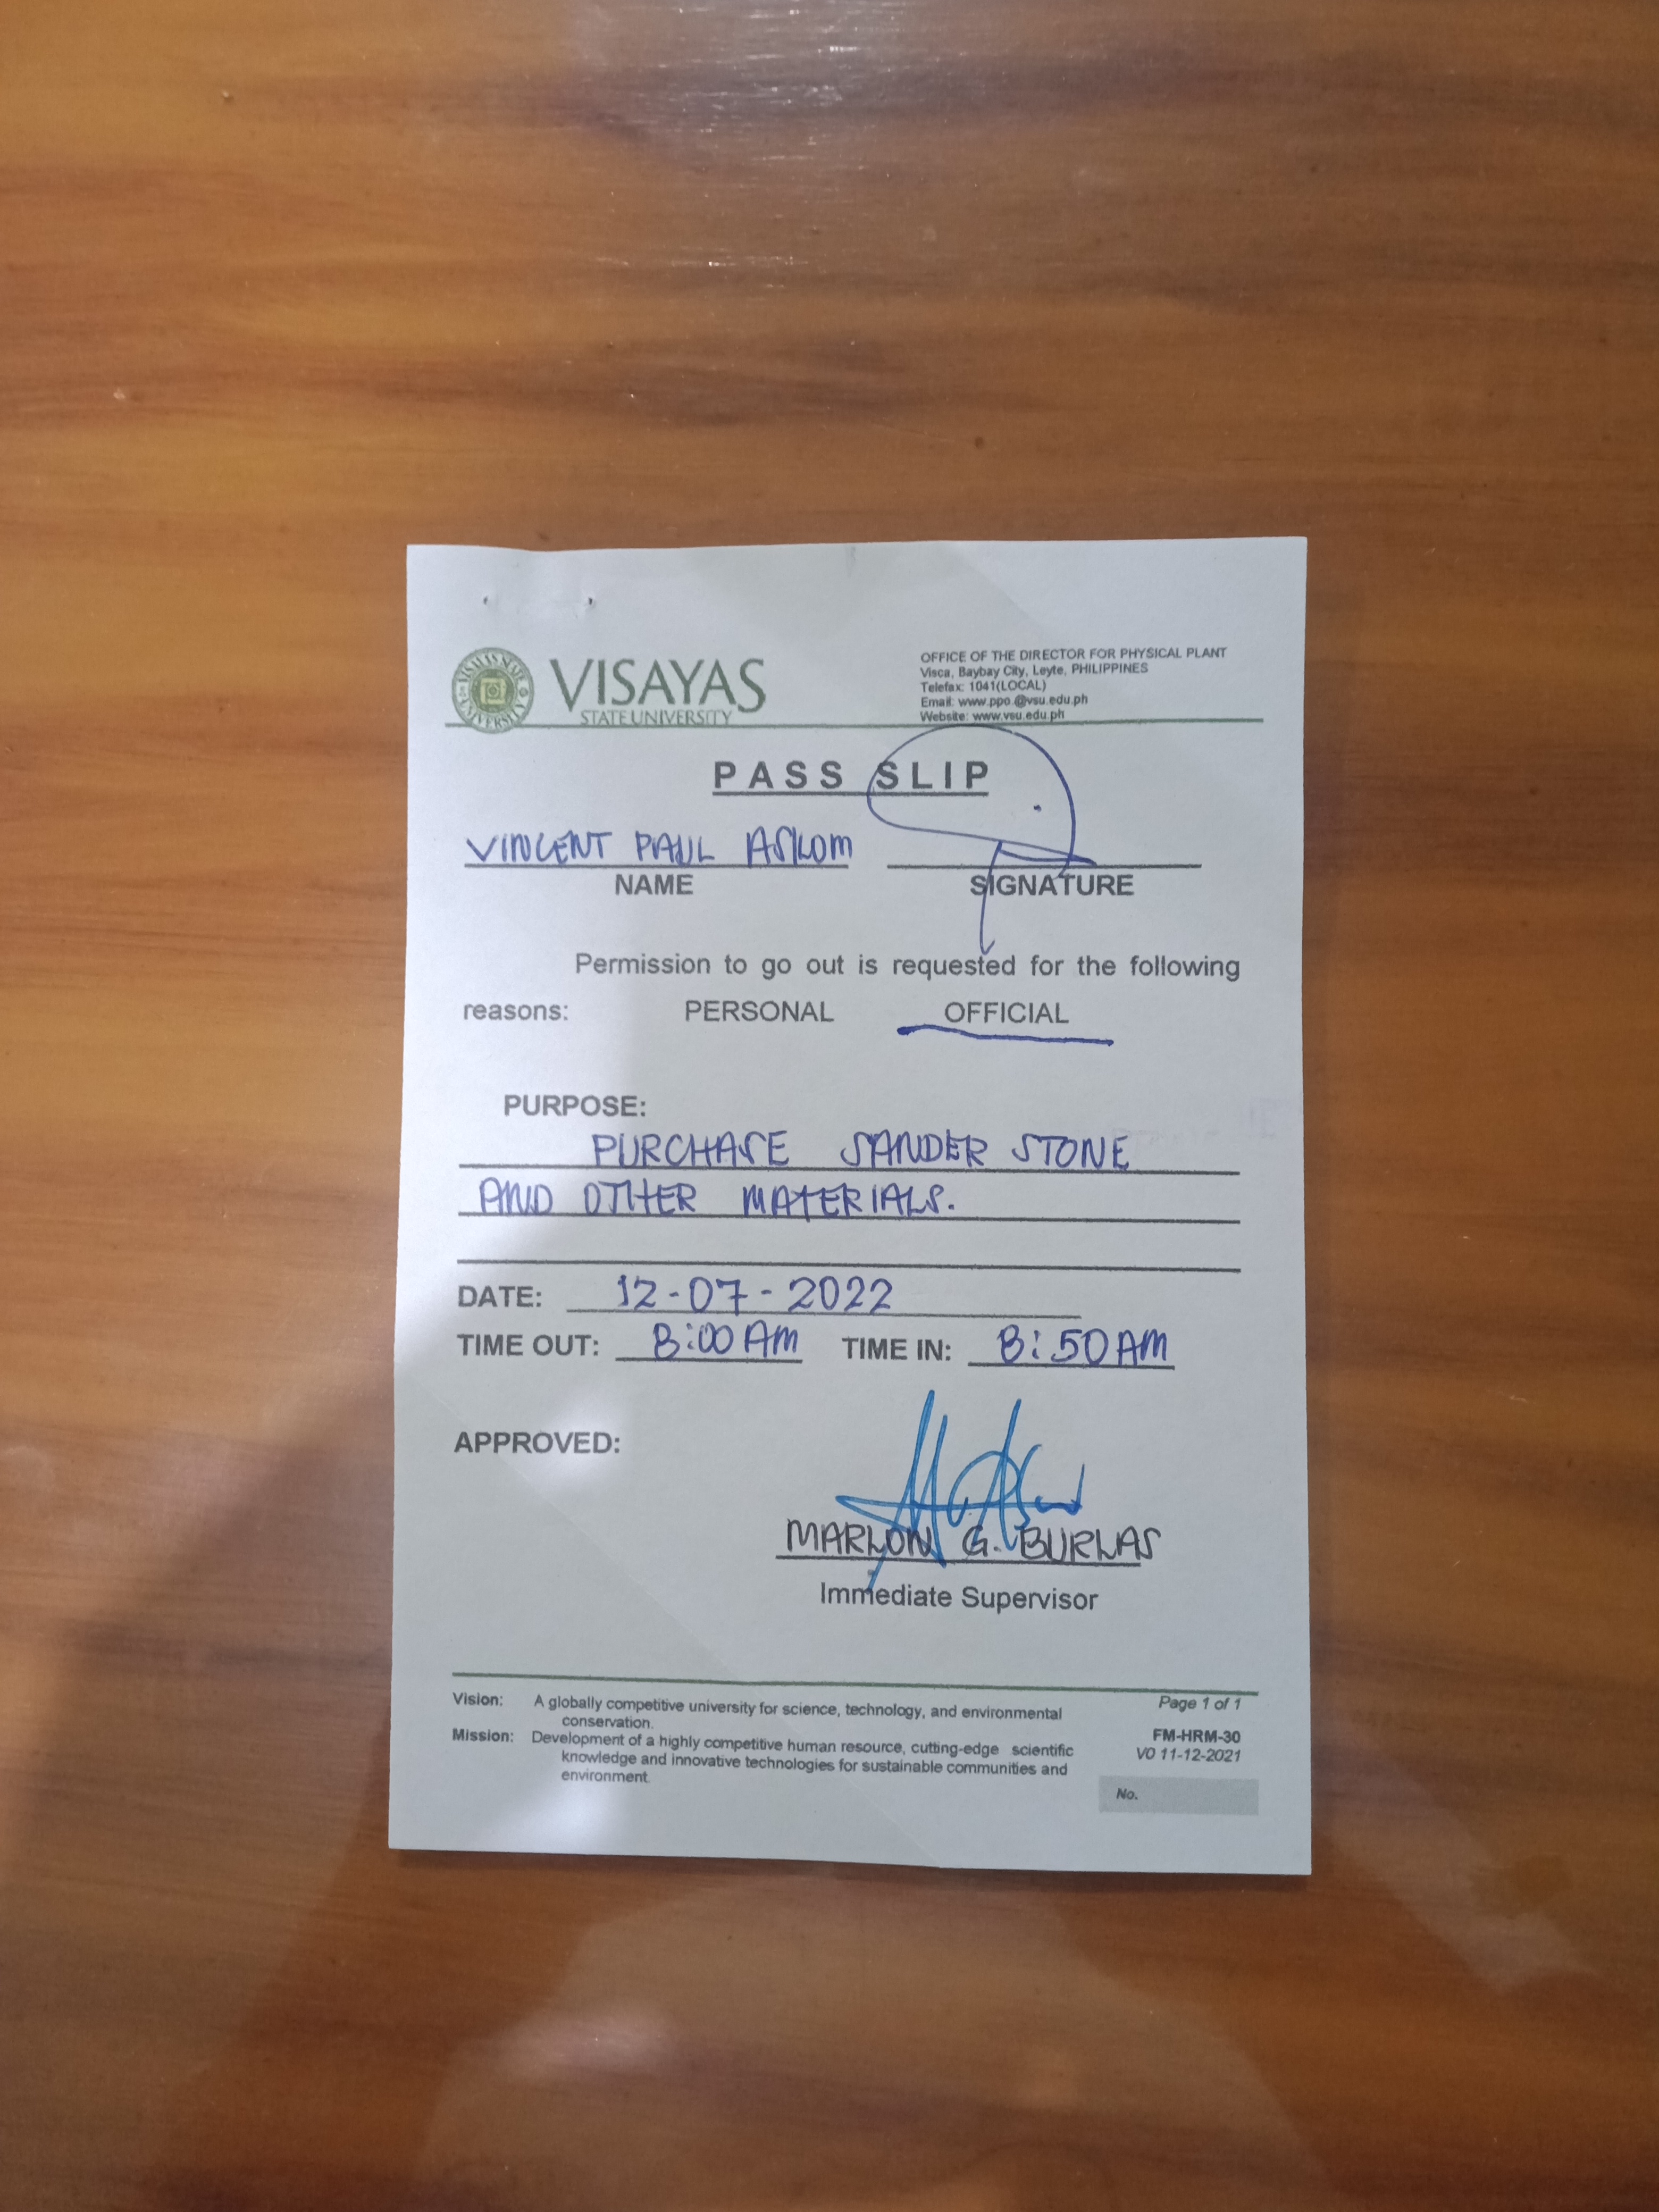 VISAYAS
STATE UNIVERSITY
OFFICE OF THE DIRECTOR FOR PHYSICAL PLANT
Visca, Baybay City, Leyte, PHILIPPINES
Telefax: 1041(LOCAL)
Email: www.ppo.@vsu.edu.ph
Website: www.vsu.edu.ph
PASS SLIP
VINCENT PAUL ASILOM
NAME SIGNATURE
Permission to go out is requested for the following
reasons: PERSONAL OFFICIAL
PURPOSE:
PURCHASE SANDER STONE
AND OTHER MATERIALS.
DATE: 12-07-2022
TIME OUT: 8:00 AM TIME IN: 8:50 AM
APPROVED:
MARLON G. BURLAS
Immediate Supervisor
Vision: A globally competitive university for science, technology, and environmental
conservation.
Mission: Development of a highly competitive human resource, cutting-edge scientific
knowledge and innovative technologies for sustainable communities and
environment.
Page 1 of 1
FM-HRM-30
V0 11-12-2021
No.